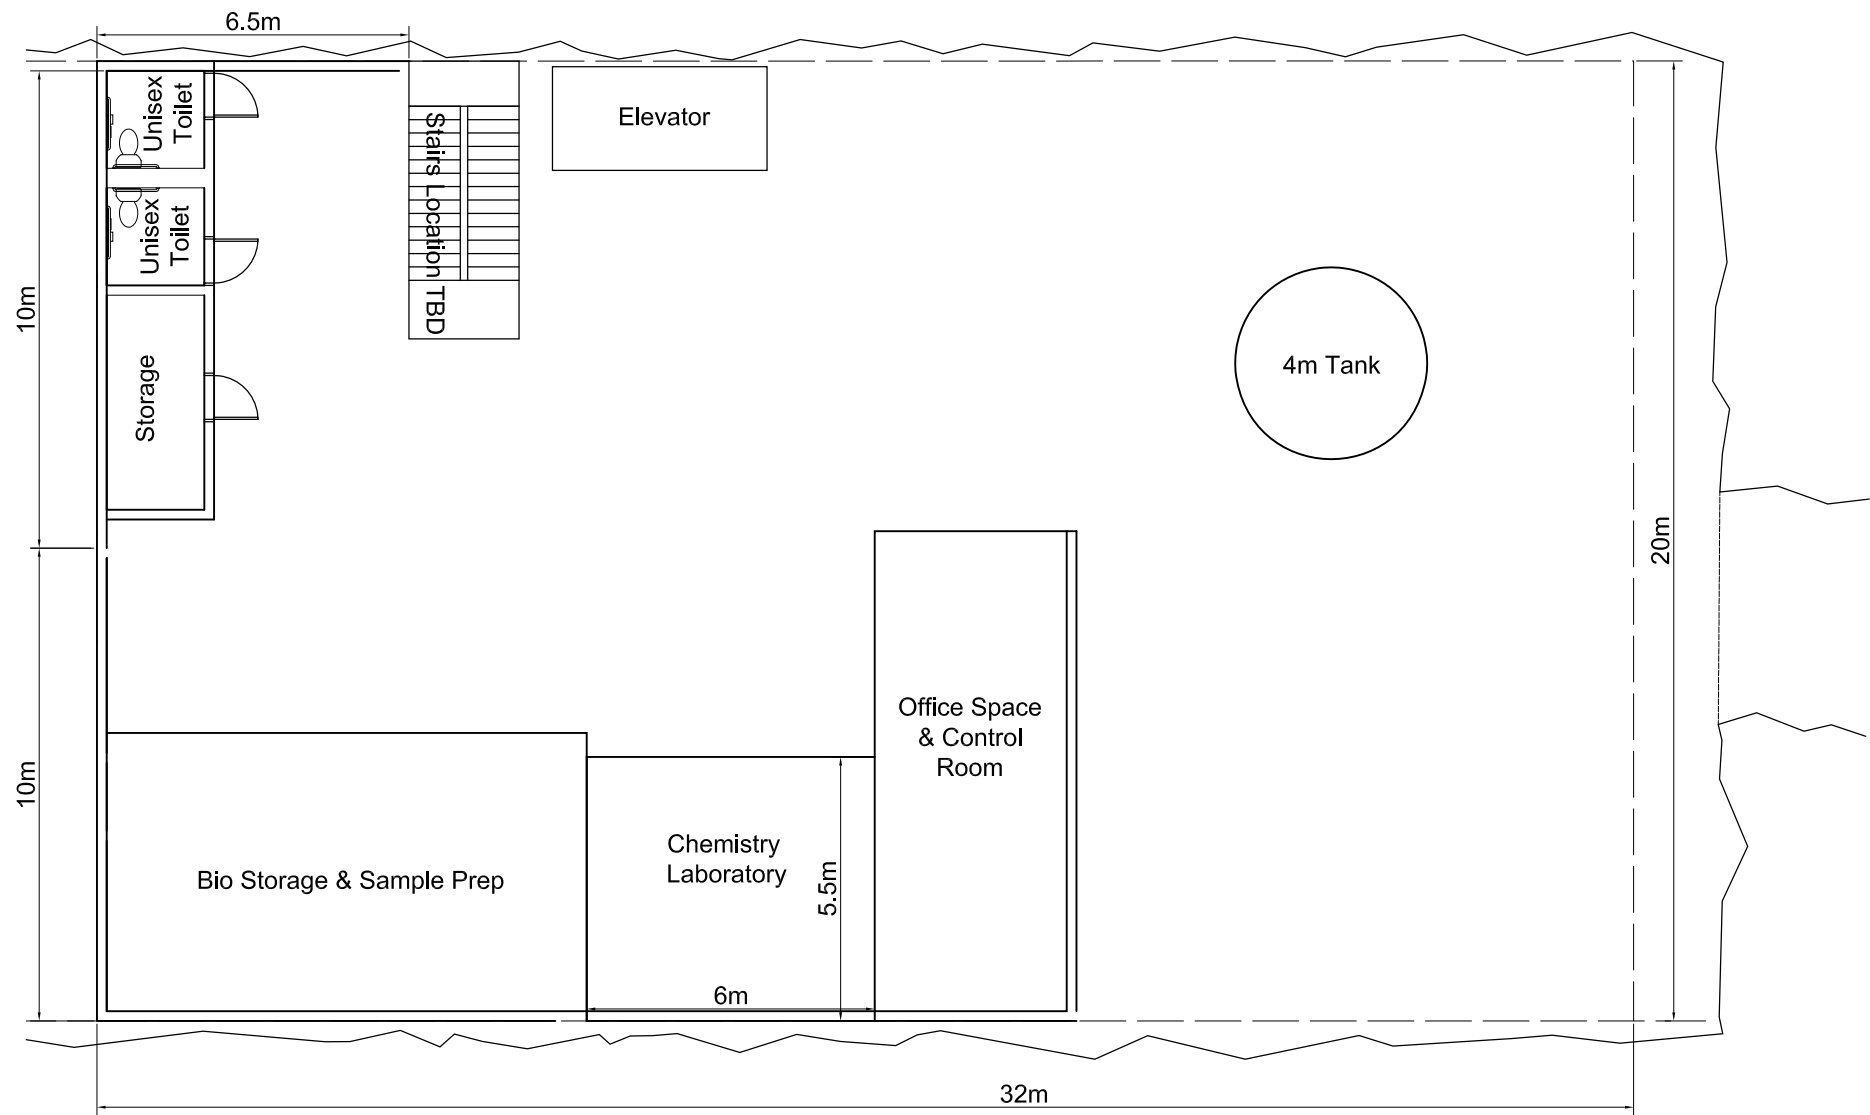 6.5m
Unisex
Toilet
Elevator
Stairs Location TBD
Unisex
Toilet
10m
4m Tank
Storage
20m
Office Space
& Control
Room
10m
Chemistry
Laboratory
Bio Storage & Sample Prep
5.5m
6m
32m